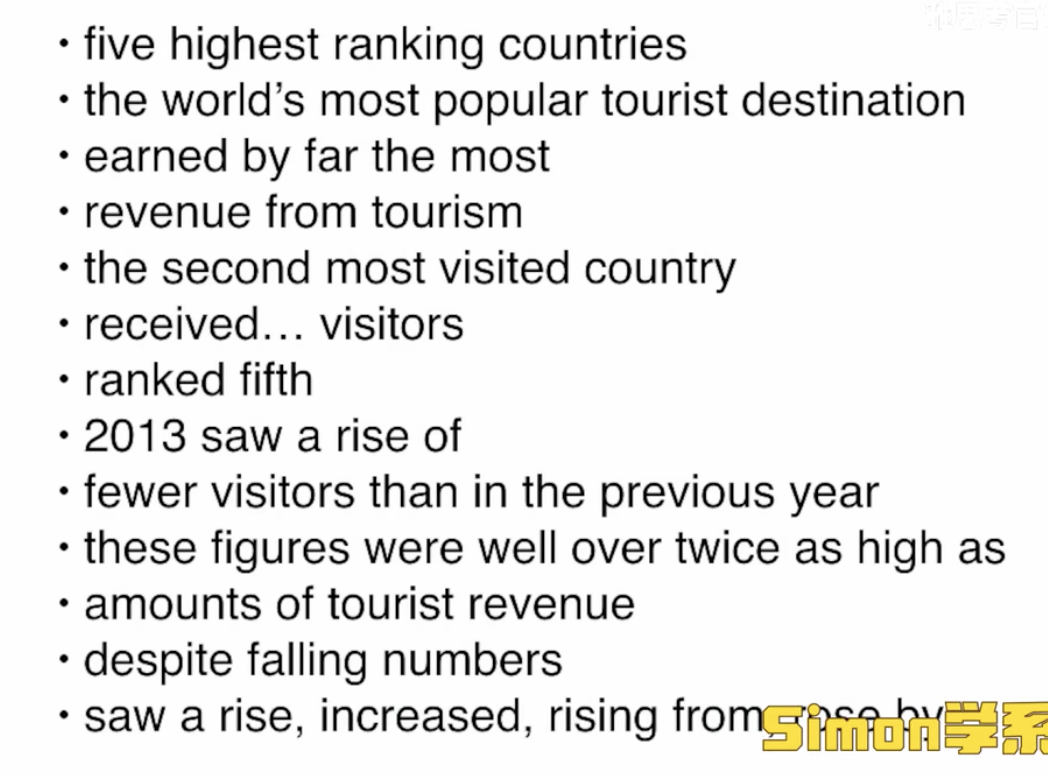 • five highest ranking countries
• the world’s most popular tourist destination
• earned by far the most
• revenue from tourism
• the second most visited country
• received… visitors
• ranked fifth
• 2013 saw a rise of
• fewer visitors than in the previous year
• these figures were well over twice as high as
• amounts of tourist revenue
• despite falling numbers
• saw a rise, increased, rising from, rose by
Simon学系